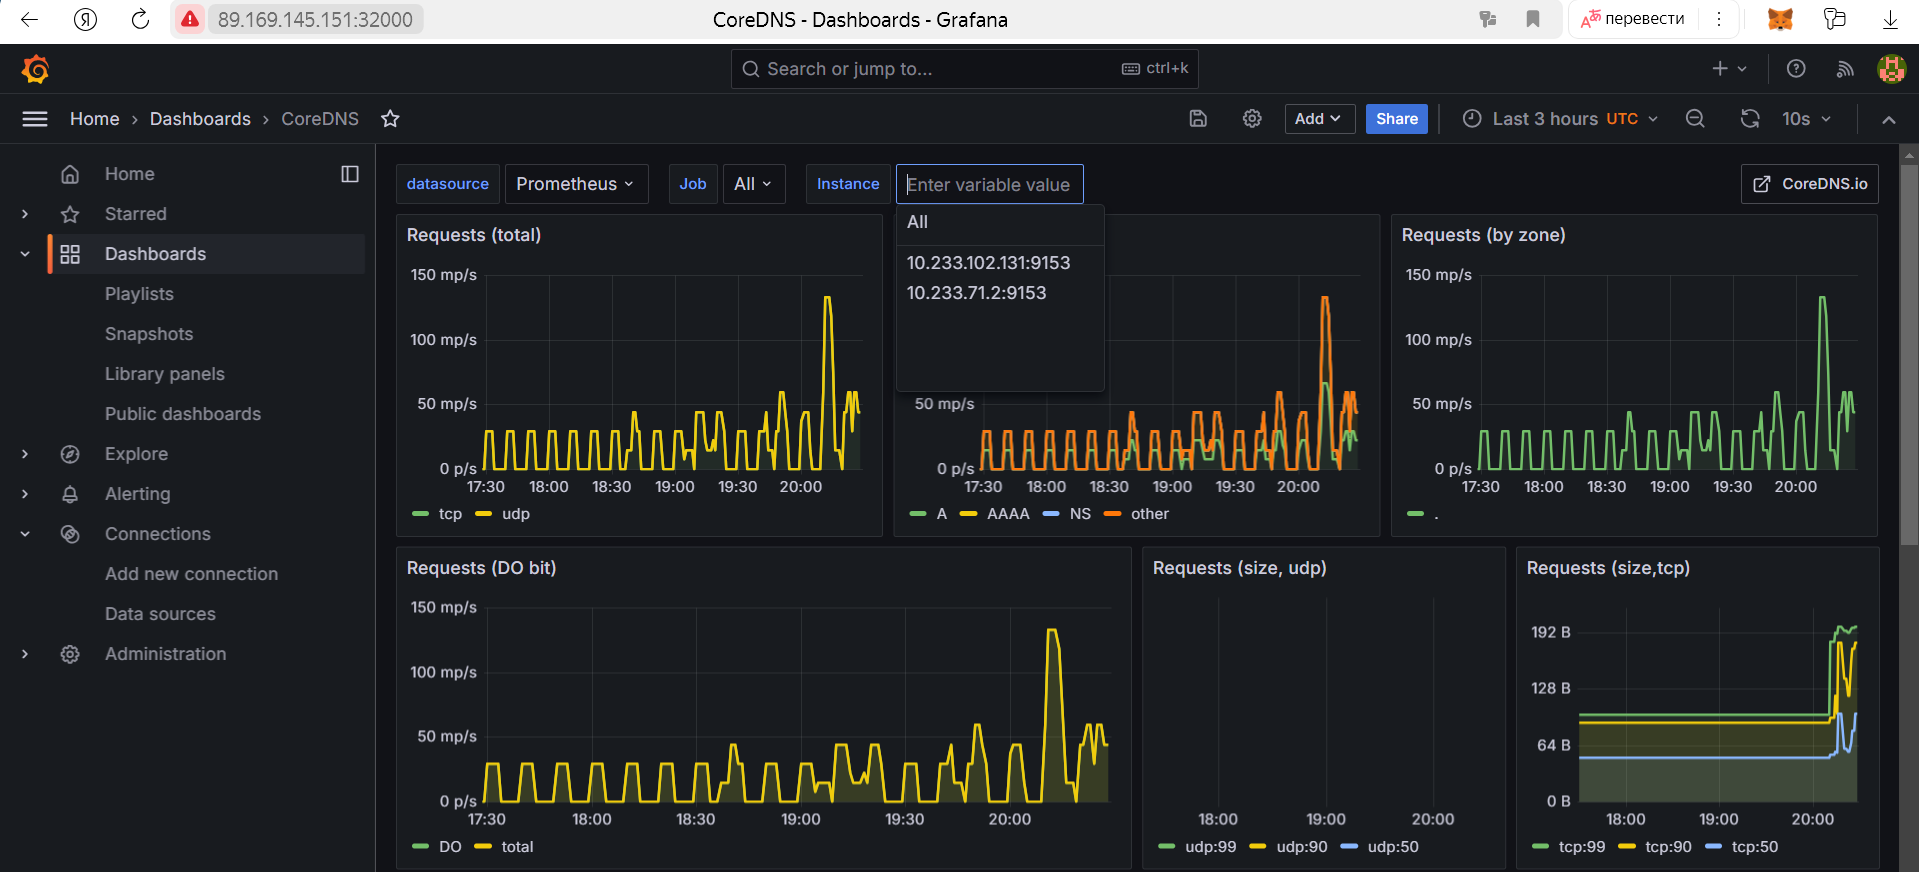 89.169.145.151:32000
CoreDNS - Dashboards - Grafana
перевести
Search or jump to...
ctrl+k
Home › Dashboards › CoreDNS
Add
Share
Last 3 hours UTC
10s
Home
Starred
Dashboards
Playlists
Snapshots
Library panels
Public dashboards
Explore
Alerting
Connections
Add new connection
Data sources
Administration
datasource
Prometheus
Job
All
Instance
Enter variable value
CoreDNS.io
All
10.233.102.131:9153
10.233.71.2:9153
Requests (total)
150 mp/s
100 mp/s
50 mp/s
0 p/s
17:30 18:00 18:30 19:00 19:30 20:00
tcp udp
50 mp/s
0 p/s
17:30 18:00 18:30 19:00 19:30 20:00
A AAAA NS other
Requests (by zone)
150 mp/s
100 mp/s
50 mp/s
0 p/s
17:30 18:00 18:30 19:00 19:30 20:00
.
Requests (DO bit)
150 mp/s
100 mp/s
50 mp/s
0 p/s
17:30 18:00 18:30 19:00 19:30 20:00
DO total
Requests (size, udp)
18:00 19:00 20:00
udp:99 udp:90 udp:50
Requests (size,tcp)
192 B
128 B
64 B
0 B
18:00 19:00 20:00
tcp:99 tcp:90 tcp:50